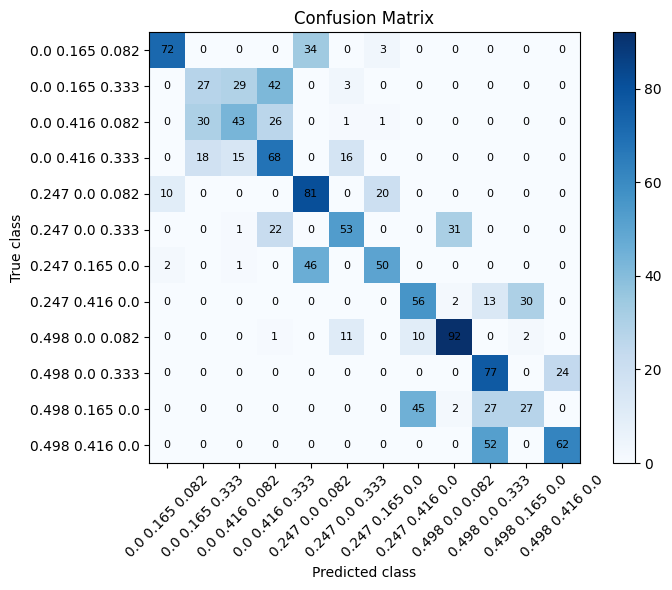 Confusion Matrix
True class
0.0 0.165 0.082 72 0 0 0 34 0 3 0 0 0 0 0
0.0 0.165 0.333 0 27 29 42 0 3 0 0 0 0 0 0
0.0 0.416 0.082 0 30 43 26 0 1 1 0 0 0 0 0
0.0 0.416 0.333 0 18 15 68 0 16 0 0 0 0 0 0
0.247 0.0 0.082 10 0 0 0 81 0 20 0 0 0 0 0
0.247 0.0 0.333 0 0 1 22 0 53 0 0 31 0 0 0
0.247 0.165 0.0 2 0 1 0 46 0 50 0 0 0 0 0
0.247 0.416 0.0 0 0 0 0 0 0 0 56 2 13 30 0
0.498 0.0 0.082 0 0 0 1 0 11 0 10 92 0 2 0
0.498 0.0 0.333 0 0 0 0 0 0 0 0 0 77 0 24
0.498 0.165 0.0 0 0 0 0 0 0 0 45 2 27 27 0
0.498 0.416 0.0 0 0 0 0 0 0 0 0 0 52 0 62
0.0 0.165 0.082
0.0 0.165 0.333
0.0 0.416 0.082
0.0 0.416 0.333
0.247 0.0 0.082
0.247 0.0 0.333
0.247 0.165 0.0
0.247 0.416 0.0
0.498 0.0 0.082
0.498 0.0 0.333
0.498 0.165 0.0
0.498 0.416 0.0
Predicted class
80
60
40
20
0